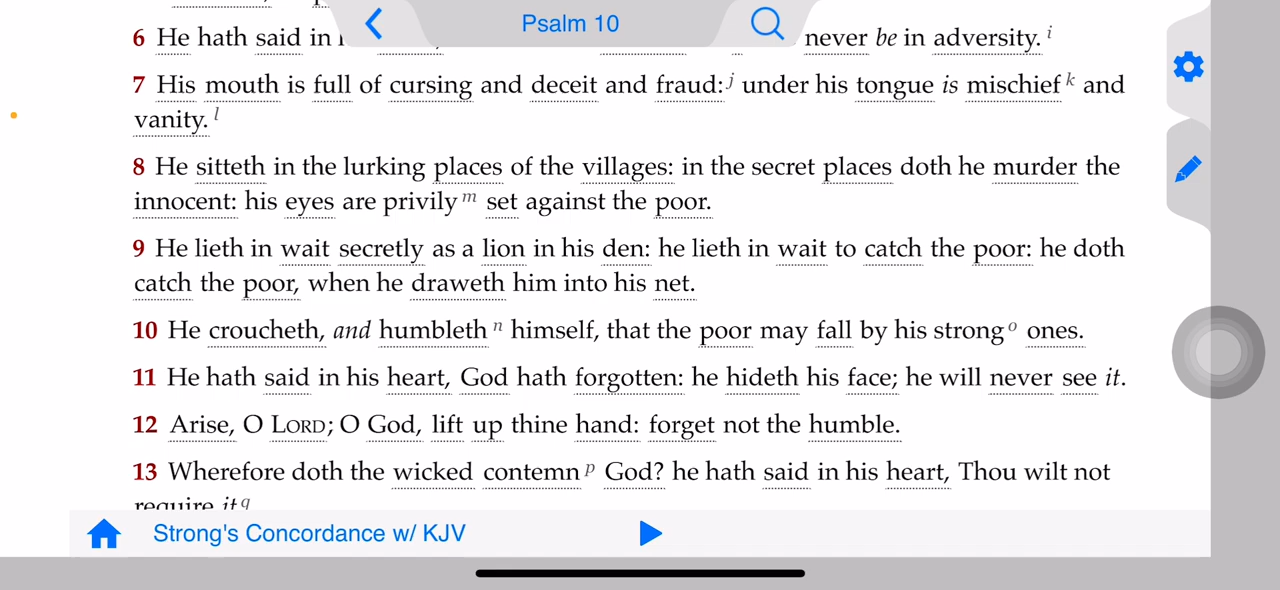 Psalm 10
6 He hath said in never be in adversity. i
7 His mouth is full of cursing and deceit and fraud: j under his tongue is mischief k and
vanity. l
8 He sitteth in the lurking places of the villages: in the secret places doth he murder the
innocent: his eyes are privily m set against the poor.
9 He lieth in wait secretly as a lion in his den: he lieth in wait to catch the poor: he doth
catch the poor, when he draweth him into his net.
10 He croucheth, and humbleth n himself, that the poor may fall by his strong o ones.
11 He hath said in his heart, God hath forgotten: he hideth his face; he will never see it.
12 Arise, O LORD; O God, lift up thine hand: forget not the humble.
13 Wherefore doth the wicked contemn p God? he hath said in his heart, Thou wilt not
require it q
Strong's Concordance w/ KJV